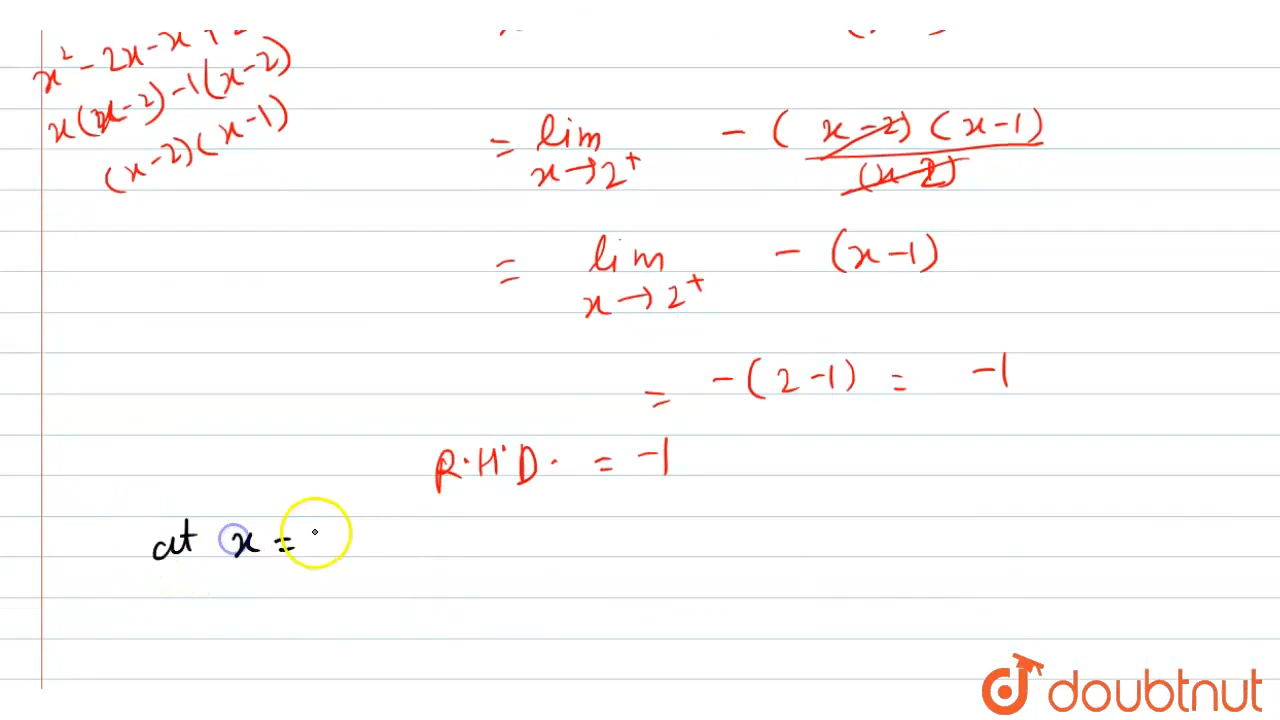 x² - 2x - x + 2
x(x-2) - 1(x-2)
(x-2)(x-1)
= lim x→2⁺ - ( (x-2)(x-1) / (x-2)
= lim x→2⁺ - (x-1)
= -(2-1) = -1
R.H.D. = -1
at x =
doubtnut